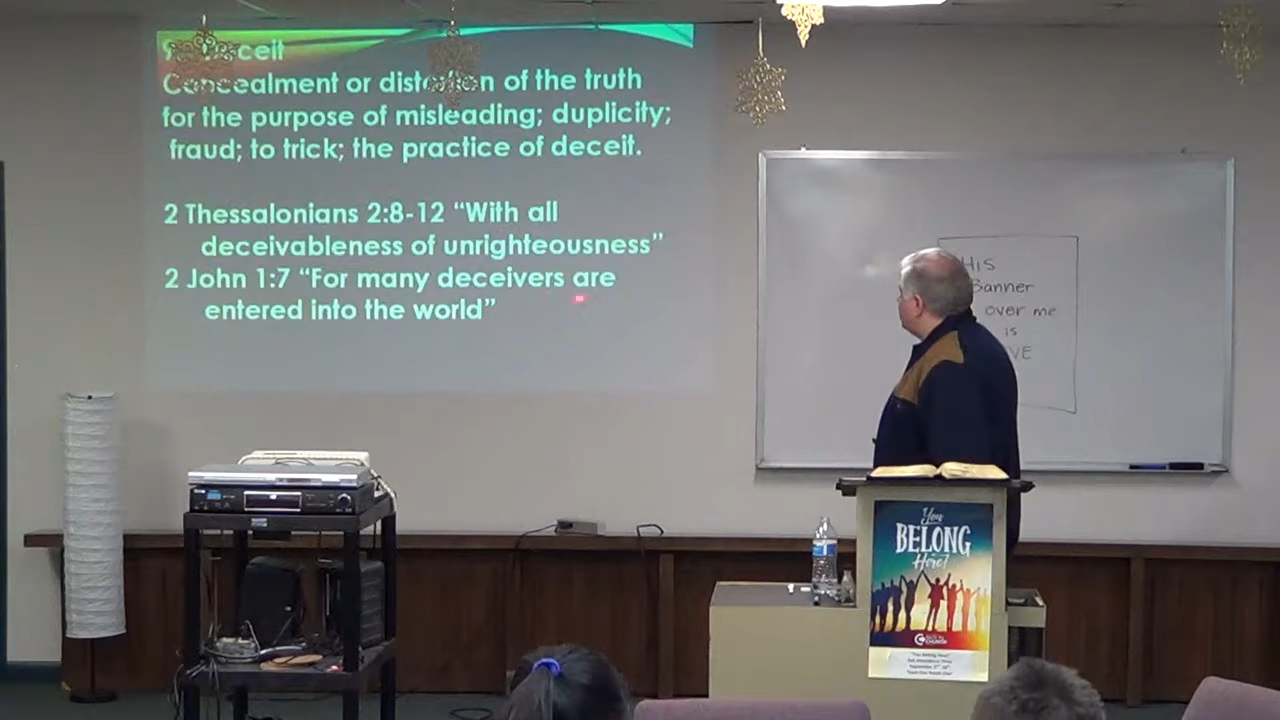 Concealment or distortion of the truth
for the purpose of misleading; duplicity;
fraud; to trick; the practice of deceit.
2 Thessalonians 2:8-12 “With all
deceivableness of unrighteousness”
2 John 1:7 “For many deceivers are
entered into the world”
His
Banner
over me
is
VE
You
BELONG
Here!
CHURCH